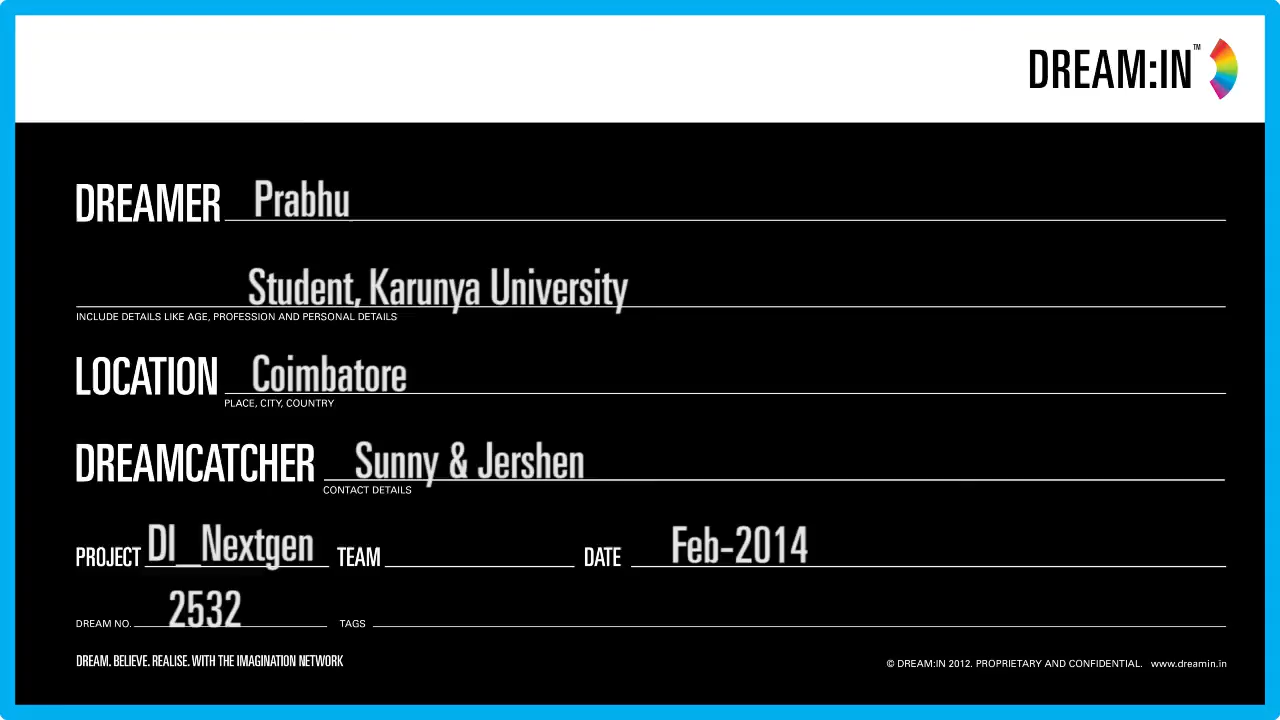 DREAM:IN™
DREAMER Prabhu
Student, Karunya University
INCLUDE DETAILS LIKE AGE, PROFESSION AND PERSONAL DETAILS
LOCATION Coimbatore
PLACE, CITY, COUNTRY
DREAMCATCHER Sunny & Jershen
CONTACT DETAILS
PROJECT DI_Nextgen TEAM DATE Feb-2014
DREAM NO. 2532 TAGS
DREAM. BELIEVE. REALISE. WITH THE IMAGINATION NETWORK © DREAM:IN 2012. PROPRIETARY AND CONFIDENTIAL. www.dreamin.in